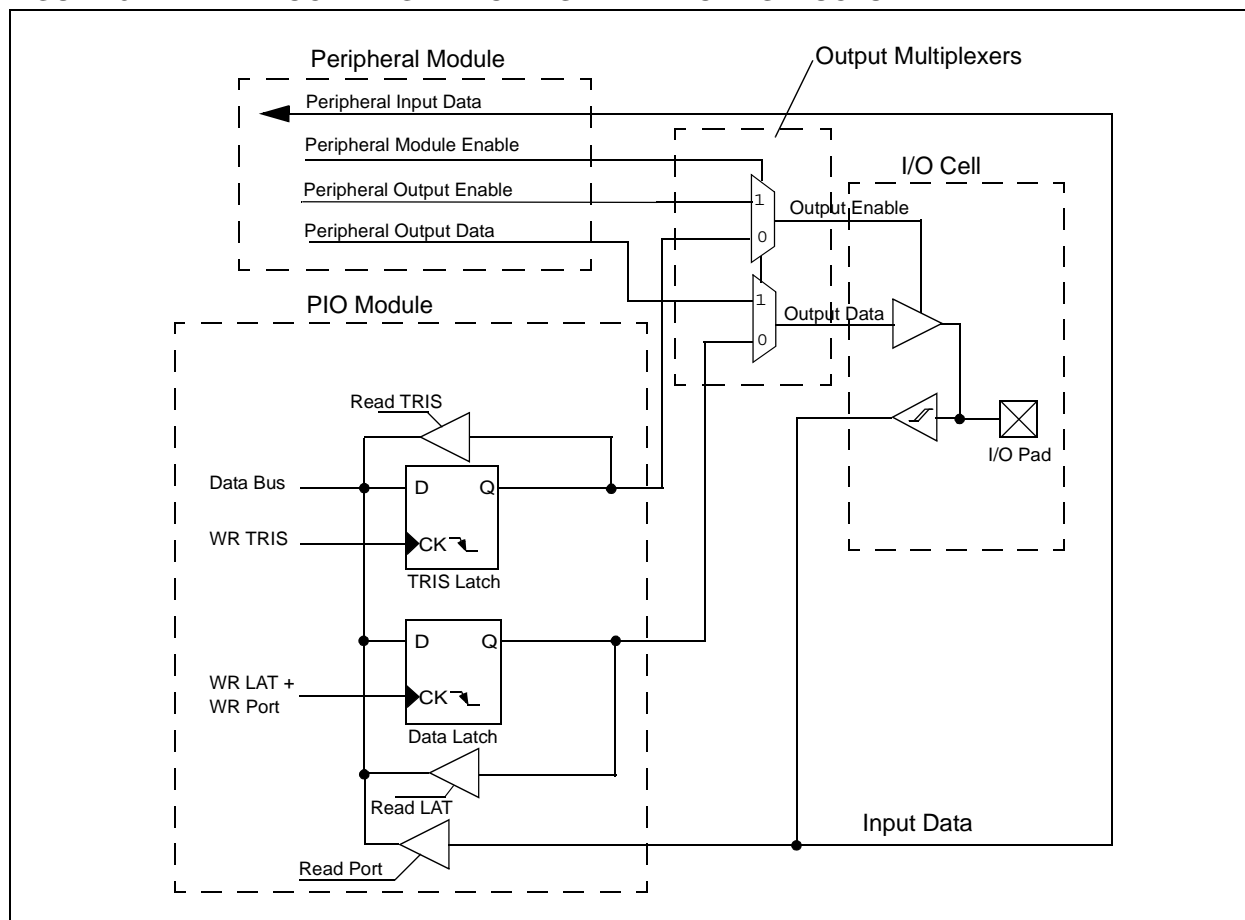 Peripheral Module
Output Multiplexers
Peripheral Input Data
Peripheral Module Enable
I/O Cell
Peripheral Output Enable
1
Output Enable
Peripheral Output Data
0
PIO Module
1
Output Data
0
Read TRIS
I/O Pad
Data Bus
D
Q
WR TRIS
CK
TRIS Latch
D
Q
WR LAT +
WR Port
CK
Data Latch
Read LAT
Input Data
Read Port